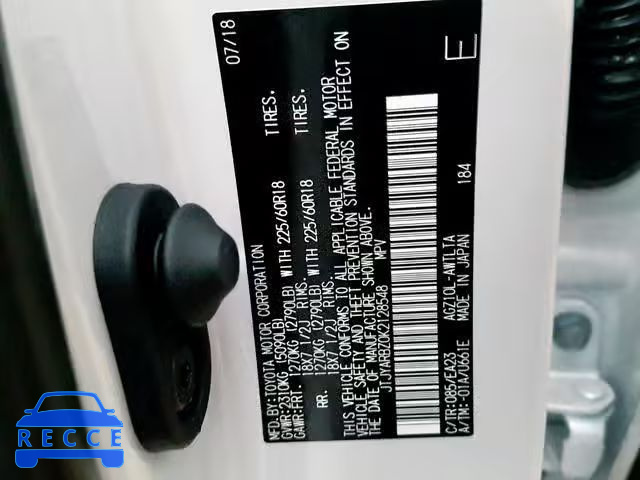 MFD.BY:TOYOTA MOTOR CORPORATION 07/18
GVWR:2310KG (5090LB)
GAWR:FRT. 1270KG (2790LB) WITH 225/60R18 TIRES.
18X7 1/2J RIMS.
RR. 1270KG (2790LB) WITH 225/60R18 TIRES.
18X7 1/2J RIMS.
THIS VEHICLE CONFORMS TO ALL APPLICABLE FEDERAL MOTOR
VEHICLE SAFETY AND THEFT PREVENTION STANDARDS IN EFFECT ON
THE DATE OF MANUFACTURE SHOWN ABOVE.
JTJYARBZ0K2128548 MPV
184 E
C/TR:085/EA23 AGZ10L-AWTLTA
A/TM:-01A/U661E MADE IN JAPAN
RECCE